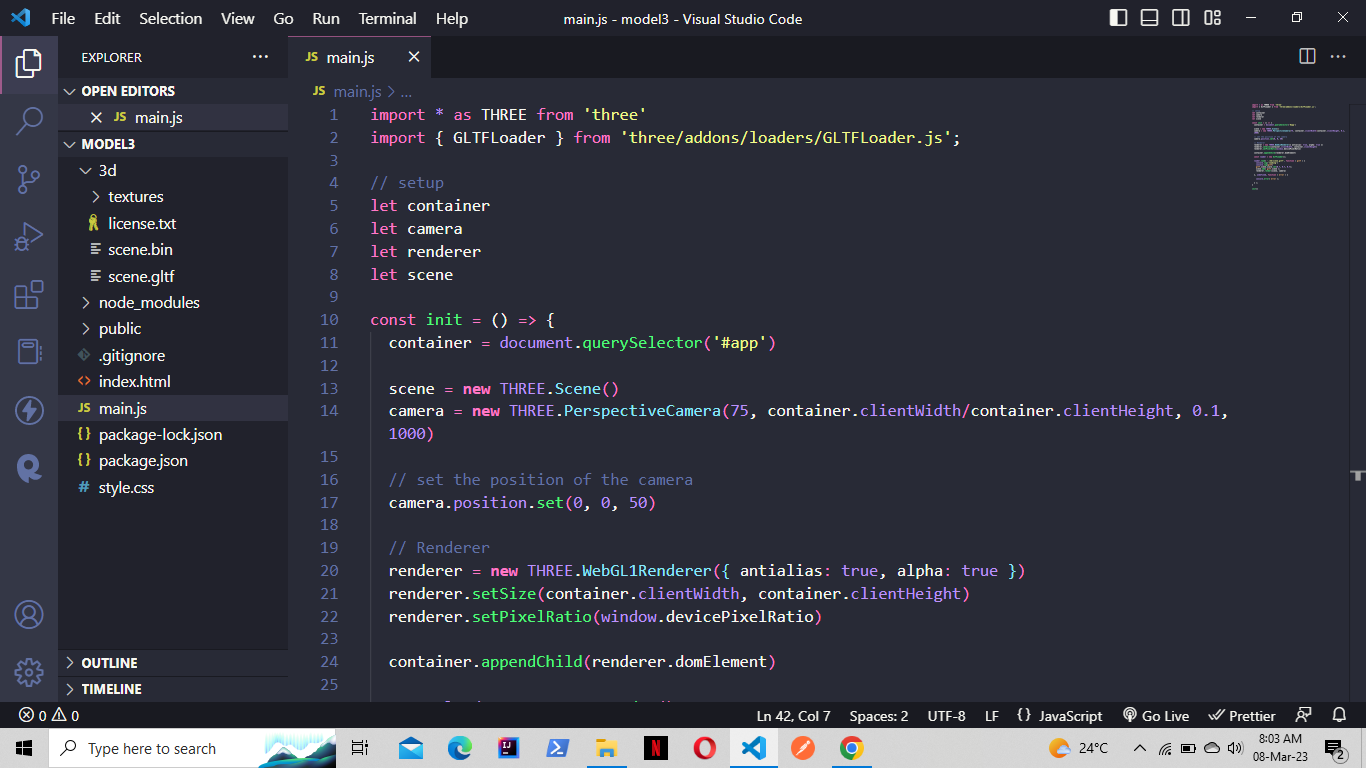 File Edit Selection View Go Run Terminal Help main.js - model3 - Visual Studio Code
EXPLORER
JS main.js
OPEN EDITORS
JS main.js
MODEL3
3d
textures
license.txt
scene.bin
scene.gltf
node_modules
public
.gitignore
index.html
JS main.js
package-lock.json
package.json
# style.css
OUTLINE
TIMELINE
JS main.js > ...
1 import * as THREE from 'three'
2 import { GLTFLoader } from 'three/addons/loaders/GLTFLoader.js';
3
4 // setup
5 let container
6 let camera
7 let renderer
8 let scene
9
10 const init = () => {
11 container = document.querySelector('#app')
12
13 scene = new THREE.Scene()
14 camera = new THREE.PerspectiveCamera(75, container.clientWidth/container.clientHeight, 0.1,
1000)
15
16 // set the position of the camera
17 camera.position.set(0, 0, 50)
18
19 // Renderer
20 renderer = new THREE.WebGL1Renderer({ antialias: true, alpha: true })
21 renderer.setSize(container.clientWidth, container.clientHeight)
22 renderer.setPixelRatio(window.devicePixelRatio)
23
24 container.appendChild(renderer.domElement)
25
0 0 Ln 42, Col 7 Spaces: 2 UTF-8 LF {} JavaScript Go Live Prettier
Type here to search 24°C 8:03 AM
08-Mar-23 2